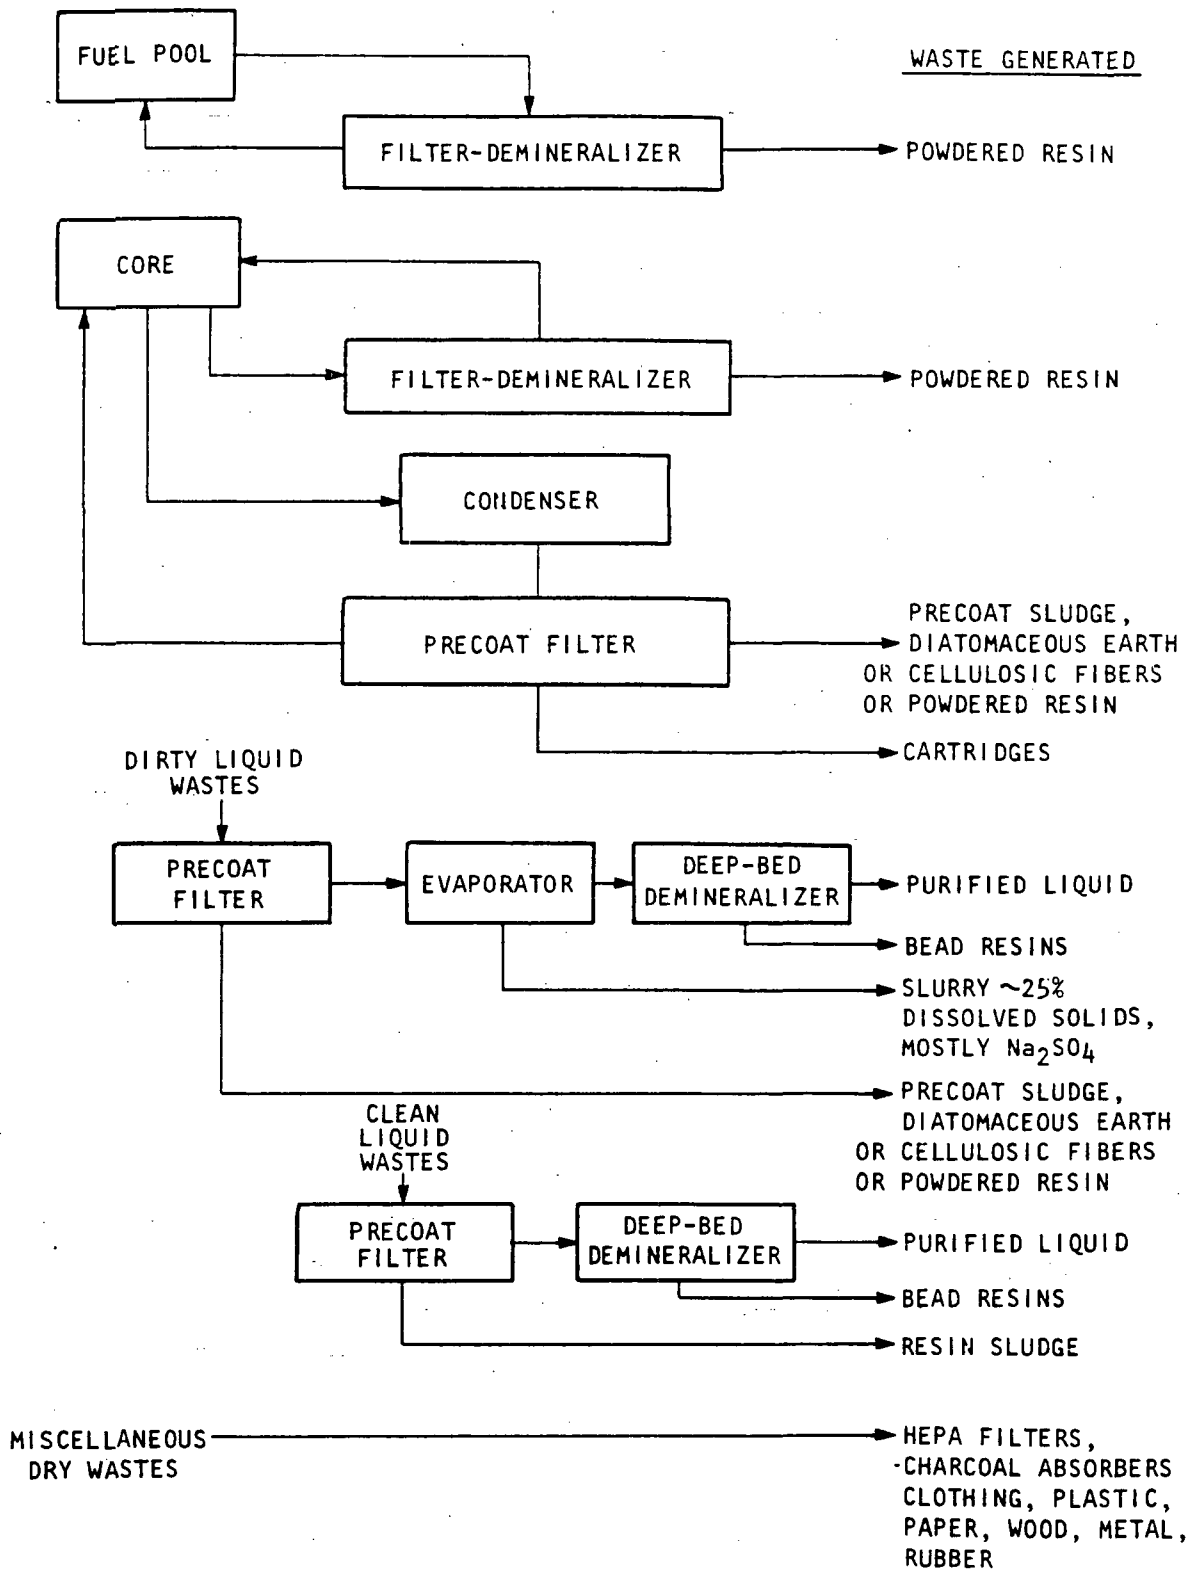 FUEL POOL
WASTE GENERATED
FILTER-DEMINERALIZER
POWDERED RESIN
CORE
FILTER-DEMINERALIZER
POWDERED RESIN
CONDENSER
PRECOAT FILTER
PRECOAT SLUDGE,
DIATOMACEOUS EARTH
OR CELLULOSIC FIBERS
OR POWDERED RESIN
CARTRIDGES
DIRTY LIQUID
WASTES
PRECOAT
FILTER
EVAPORATOR
DEEP-BED
DEMINERALIZER
PURIFIED LIQUID
BEAD RESINS
SLURRY ~25%
DISSOLVED SOLIDS,
MOSTLY Na₂SO₄
PRECOAT SLUDGE,
DIATOMACEOUS EARTH
OR CELLULOSIC FIBERS
OR POWDERED RESIN
CLEAN
LIQUID
WASTES
PRECOAT
FILTER
DEEP-BED
DEMINERALIZER
PURIFIED LIQUID
BEAD RESINS
RESIN SLUDGE
MISCELLANEOUS
DRY WASTES
HEPA FILTERS,
CHARCOAL ABSORBERS
CLOTHING, PLASTIC,
PAPER, WOOD, METAL,
RUBBER